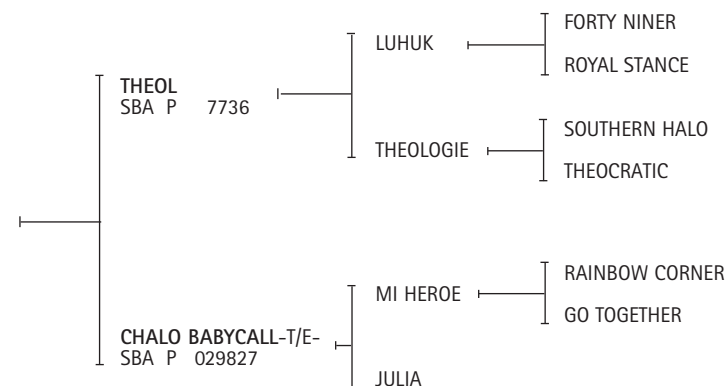 FORTY NINER
LUHUK
ROYAL STANCE
THEOL
SBA P 7736
SOUTHERN HALO
THEOLOGIE
THEOCRATIC
RAINBOW CORNER
MI HEROE
GO TOGETHER
CHALO BABYCALL-T/E-
SBA P 029827
JULIA